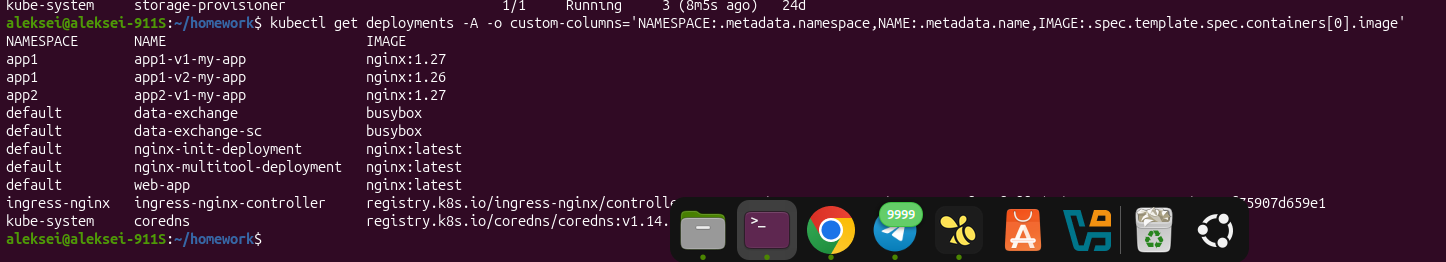 kube-system storage-provisioner 1/1 Running 3 (8m5s ago) 24d
aleksei@aleksei-911S:~/homework$ kubectl get deployments -A -o custom-columns='NAMESPACE:.metadata.namespace,NAME:.metadata.name,IMAGE:.spec.template.spec.containers[0].image'
NAMESPACE NAME IMAGE
app1 app1-v1-my-app nginx:1.27
app1 app1-v2-my-app nginx:1.26
app2 app2-v1-my-app nginx:1.27
default data-exchange busybox
default data-exchange-sc busybox
default nginx-init-deployment nginx:latest
default nginx-multitool-deployment nginx:latest
default web-app nginx:latest
ingress-nginx ingress-nginx-controller registry.k8s.io/ingress-nginx/controlle 75907d659e1
kube-system coredns registry.k8s.io/coredns/coredns:v1.14.
aleksei@aleksei-911S:~/homework$
9999